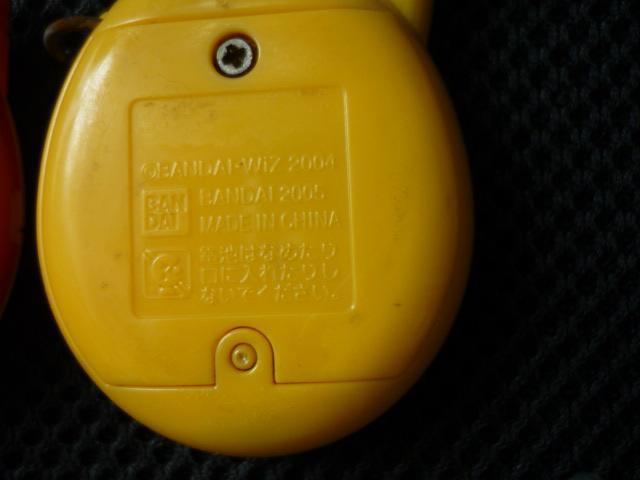 ©BANDAI•WiZ 2004
BAN
DAI
BANDAI 2005
MADE IN CHINA
電池はなめたり
口に入れたりし
ないでください。